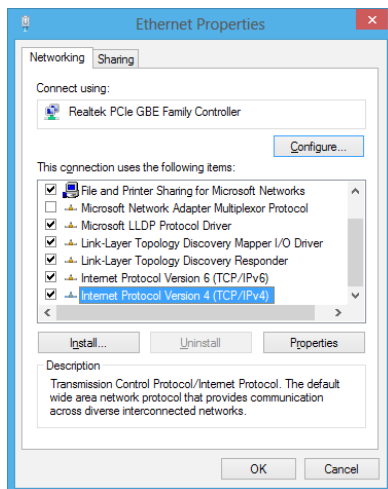 Ethernet Properties
Networking
Sharing
Connect using:
Realtek PCIe GBE Family Controller
Configure...
This connection uses the following items:
File and Printer Sharing for Microsoft Networks
Microsoft Network Adapter Multiplexor Protocol
Microsoft LLDP Protocol Driver
Link-Layer Topology Discovery Mapper I/O Driver
Link-Layer Topology Discovery Responder
Internet Protocol Version 6 (TCP/IPv6)
Internet Protocol Version 4 (TCP/IPv4)
Install...
Uninstall
Properties
Description
Transmission Control Protocol/Internet Protocol. The default
wide area network protocol that provides communication
across diverse interconnected networks.
OK
Cancel